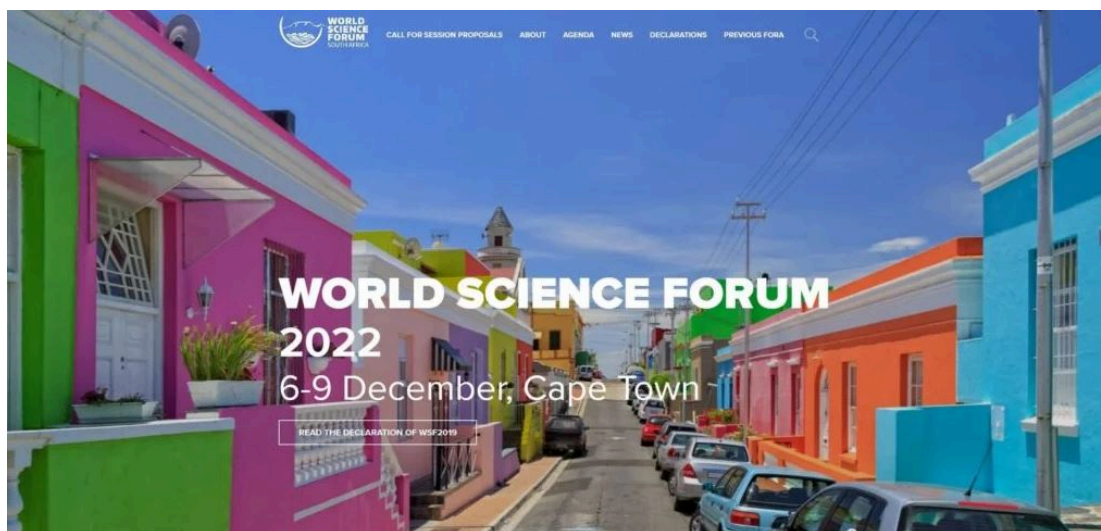 WORLD
SCIENCE
FORUM
SOUTH AFRICA
CALL FOR SESSION PROPOSALS ABOUT AGENDA NEWS DECLARATIONS PREVIOUS FORA
WORLD SCIENCE FORUM
2022
6-9 December, Cape Town
READ THE DECLARATION OF WSF2019